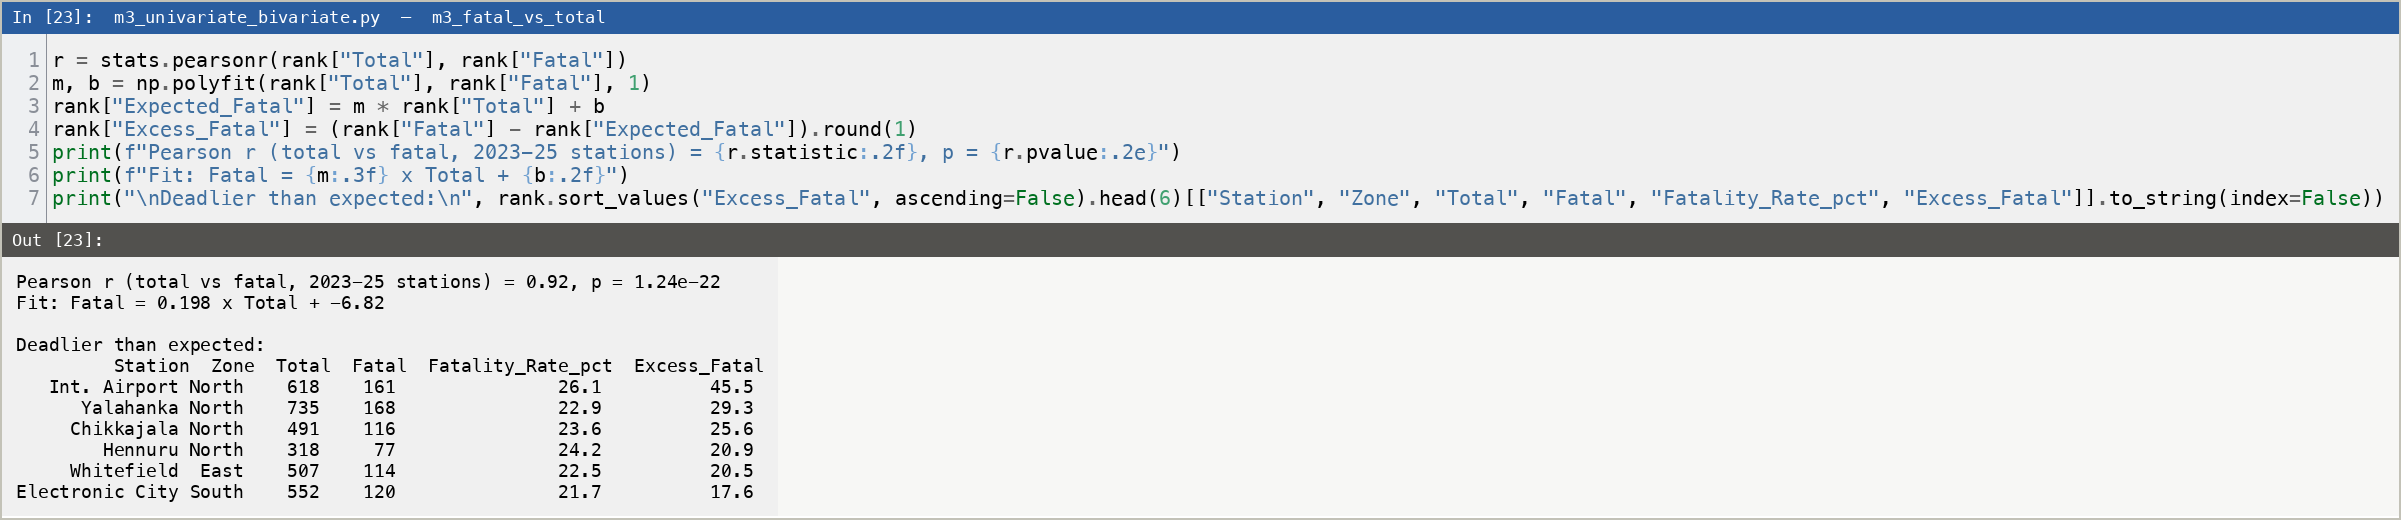 In [23]:  m3_univariate_bivariate.py  —  m3_fatal_vs_total
1 r = stats.pearsonr(rank["Total"], rank["Fatal"])
2 m, b = np.polyfit(rank["Total"], rank["Fatal"], 1)
3 rank["Expected_Fatal"] = m * rank["Total"] + b
4 rank["Excess_Fatal"] = (rank["Fatal"] - rank["Expected_Fatal"]).round(1)
5 print(f"Pearson r (total vs fatal, 2023-25 stations) = {r.statistic:.2f}, p = {r.pvalue:.2e}")
6 print(f"Fit: Fatal = {m:.3f} x Total + {b:.2f}")
7 print("\nDeadlier than expected:\n", rank.sort_values("Excess_Fatal", ascending=False).head(6)[["Station", "Zone", "Total", "Fatal", "Fatality_Rate_pct", "Excess_Fatal"]].to_string(index=False))
Out [23]:
Pearson r (total vs fatal, 2023-25 stations) = 0.92, p = 1.24e-22
Fit: Fatal = 0.198 x Total + -6.82
Deadlier than expected:
         Station  Zone  Total  Fatal  Fatality_Rate_pct  Excess_Fatal
   Int. Airport North    618    161               26.1          45.5
      Yalahanka North    735    168               22.9          29.3
     Chikkajala North    491    116               23.6          25.6
        Hennuru North    318     77               24.2          20.9
     Whitefield  East    507    114               22.5          20.5
Electronic City South    552    120               21.7          17.6